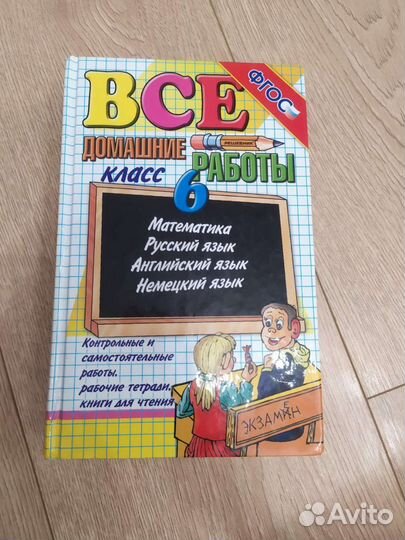 ВСЕ
ФГОС
ДОМАШНИЕ
РЕШЕБНИК
РАБОТЫ
КЛАСС
6
Математика
Русский язык
Английский язык
Немецкий язык
Контрольные и
самостоятельные
работы,
рабочие тетради,
книги для чтения
ЭКЗАМЕН
Avito